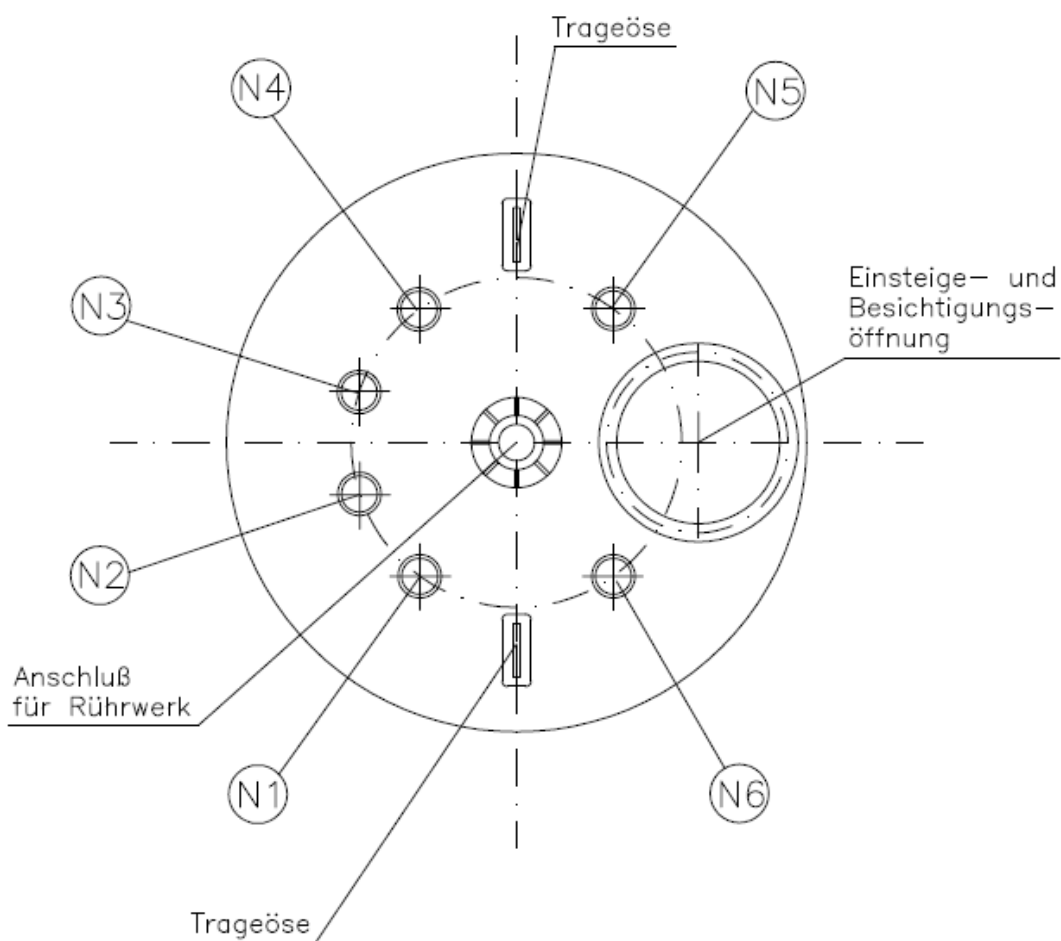 Trageöse
N4
N5
N3
Einsteige- und
Besichtigungs-
öffnung
N2
Anschluß
für Rührwerk
N1
N6
Trageöse